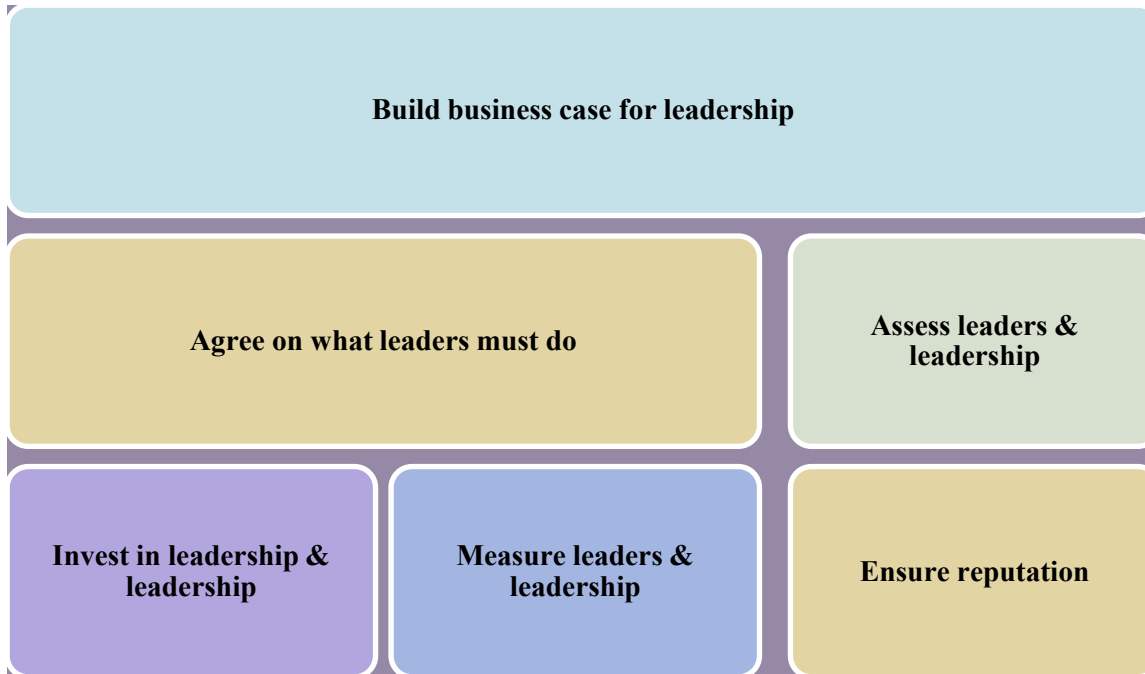 Build business case for leadership
Agree on what leaders must do
Assess leaders &
leadership
Invest in leadership &
leadership
Measure leaders &
leadership
Ensure reputation